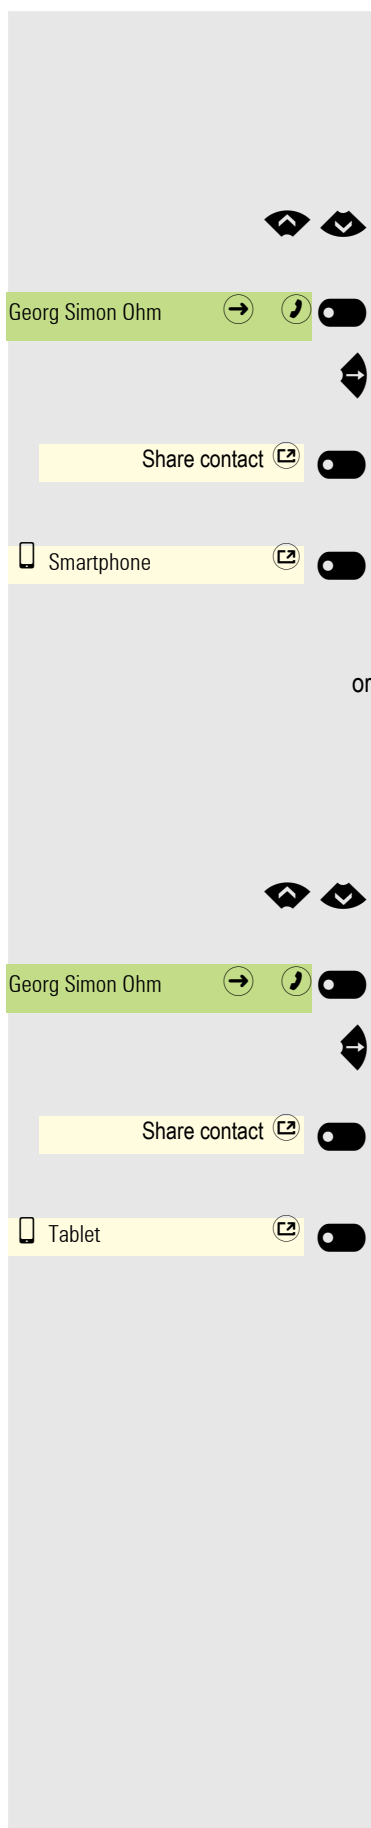 Georg Simon Ohm
Share contact
Smartphone
or
Georg Simon Ohm
Share contact
Tablet